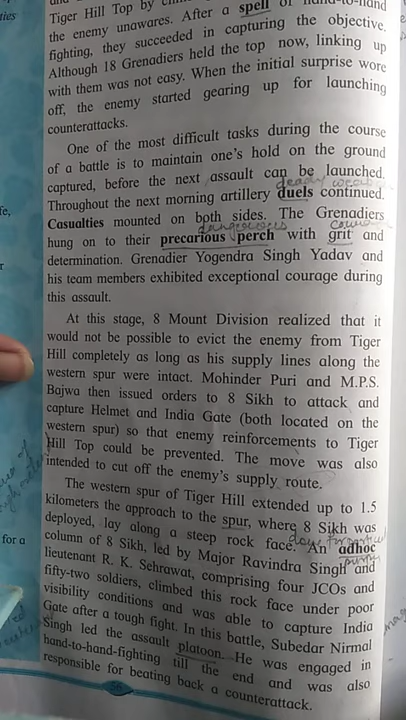 Tiger Hill Top by
the enemy unawares. After a spell of hand-to-hand
fighting, they succeeded in capturing the objective.
Although 18 Grenadiers held the top now, linking up
with them was not easy. When the initial surprise wore
off, the enemy started gearing up for launching
counterattacks.
One of the most difficult tasks during the course
of a battle is to maintain one's hold on the ground
captured, before the next assault can be launched.
Throughout the next morning artillery duels continued.
Casualties mounted on both sides. The Grenadiers
hung on to their precarious perch with grit and
determination. Grenadier Yogendra Singh Yadav and
his team members exhibited exceptional courage during
this assault.
At this stage, 8 Mount Division realized that it
would not be possible to evict the enemy from Tiger
Hill completely as long as his supply lines along the
western spur were intact. Mohinder Puri and M.P.S.
Bajwa then issued orders to 8 Sikh to attack and
capture Helmet and India Gate (both located on the
western spur) so that enemy reinforcements to Tiger
Hill Top could be prevented. The move was also
intended to cut off the enemy's supply route.
The western spur of Tiger Hill extended up to 1.5
kilometers the approach to the spur, where 8 Sikh was
deployed, lay along a steep rock face. An adhoc
column of 8 Sikh, led by Major Ravindra Singh and
lieutenant R. K. Sehrawat, comprising four JCOs and
fifty-two soldiers, climbed this rock face under poor
visibility conditions and was able to capture India
Gate after a tough fight. In this battle, Subedar Nirmal
Singh led the assault platoon. He was engaged in
hand-to-hand-fighting till the end and was also
responsible for beating back a counterattack.
for a